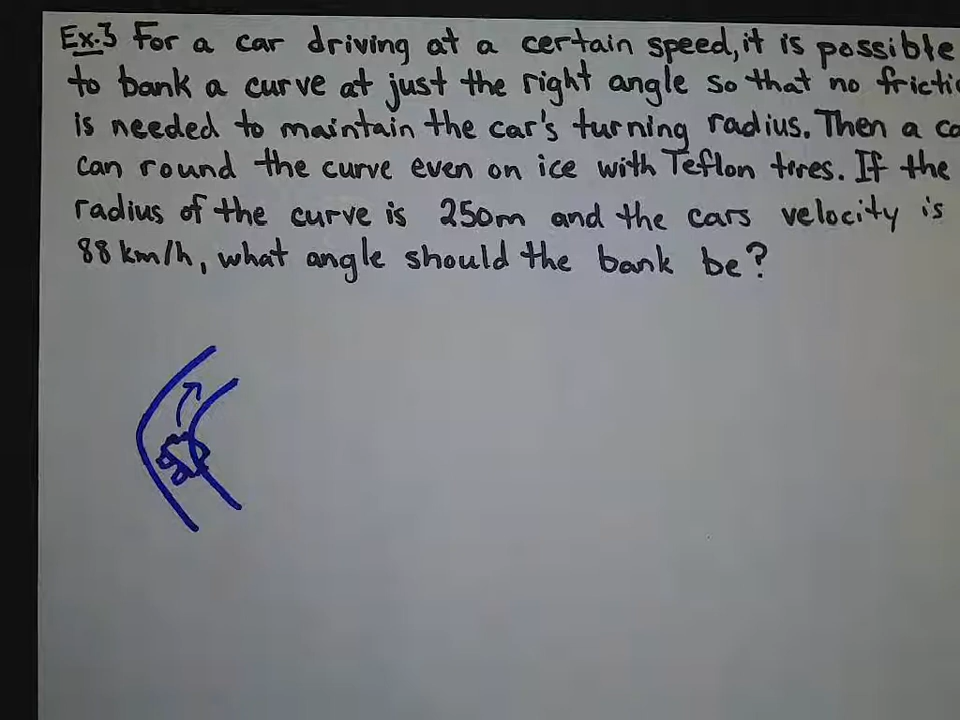 Ex.3 For a car driving at a certain speed, it is possible
to bank a curve at just the right angle so that no
is needed to maintain the car's turning radius. Then a
can round the curve even on ice with Teflon tires. If the
radius of the curve is 250m and the cars velocity is
88 km/h, what angle should the bank be?